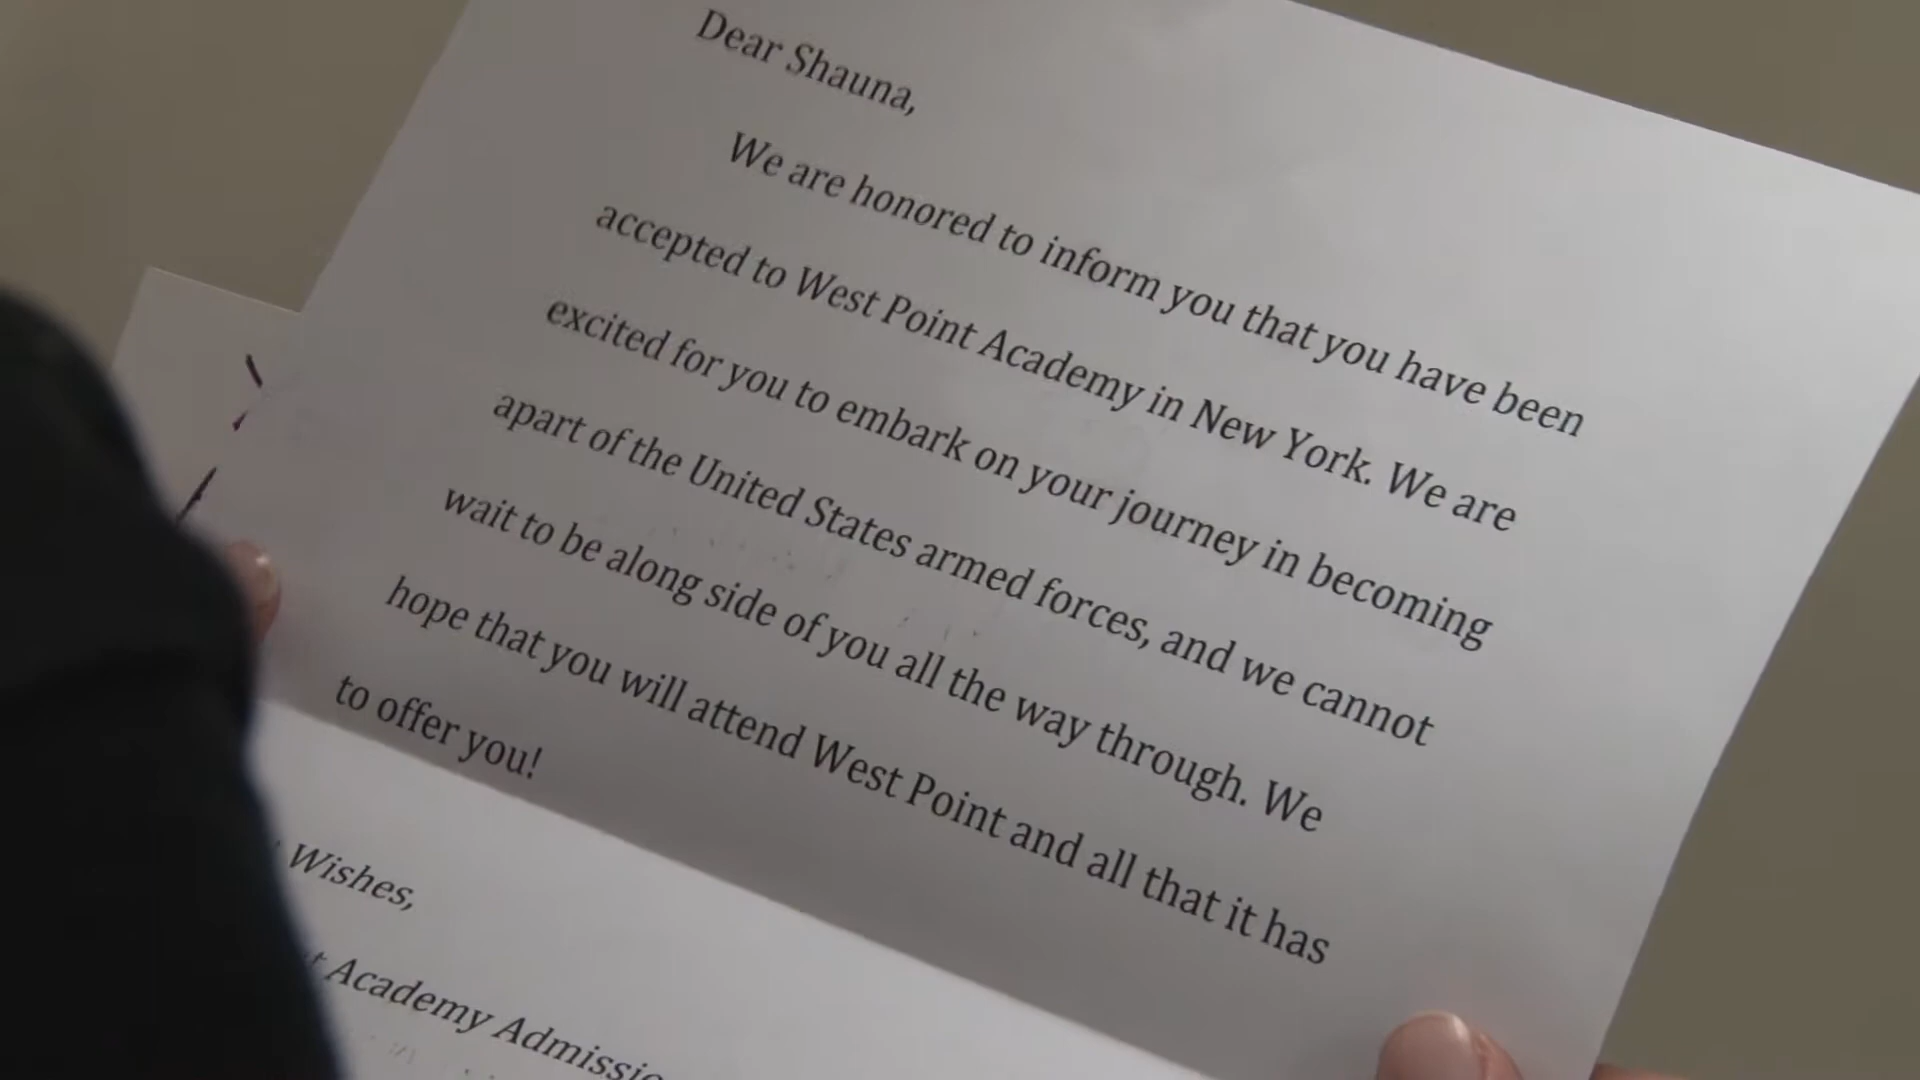 Dear Shauna,
We are honored to inform you that you have been
accepted to West Point Academy in New York. We are
excited for you to embark on your journey in becoming
apart of the United States armed forces, and we cannot
wait to be along side of you all the way through. We
hope that you will attend West Point and all that it has
to offer you!
Wishes,
Academy